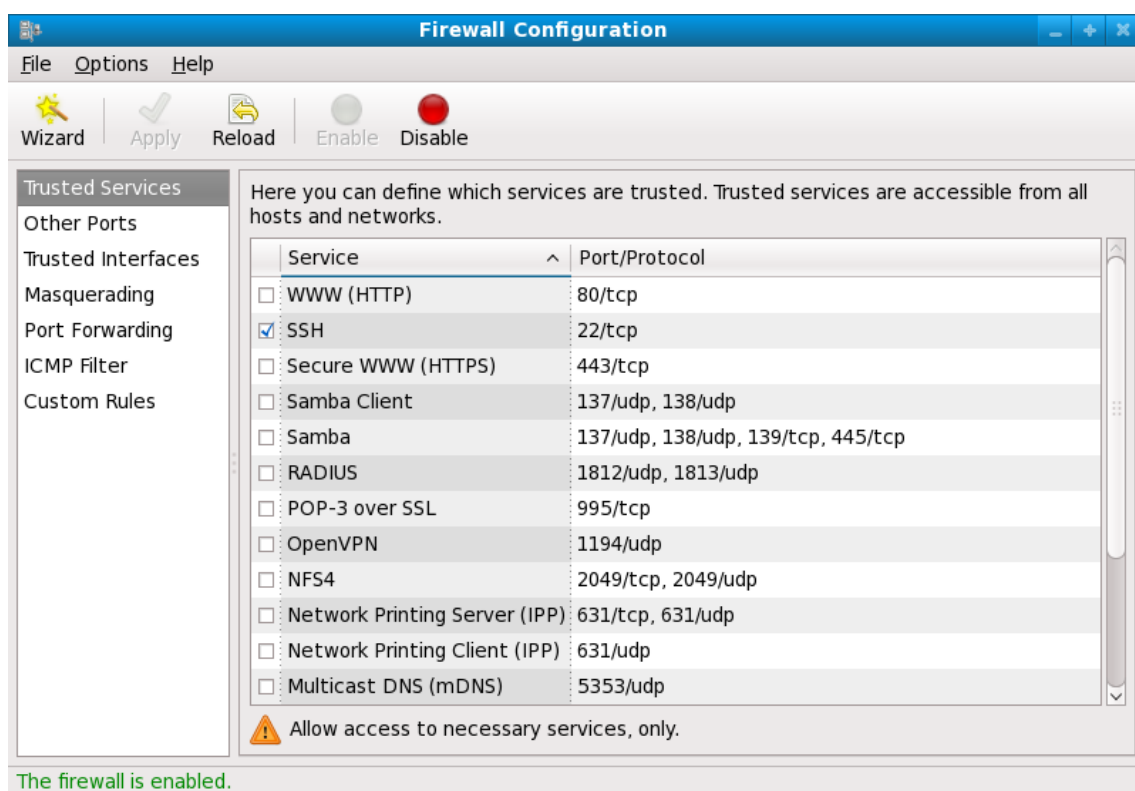 Firewall Configuration
File Options Help
Wizard Apply Reload Enable Disable
Trusted Services
Other Ports
Trusted Interfaces
Masquerading
Port Forwarding
ICMP Filter
Custom Rules
Here you can define which services are trusted. Trusted services are accessible from all
hosts and networks.
Service Port/Protocol
WWW (HTTP) 80/tcp
SSH 22/tcp
Secure WWW (HTTPS) 443/tcp
Samba Client 137/udp, 138/udp
Samba 137/udp, 138/udp, 139/tcp, 445/tcp
RADIUS 1812/udp, 1813/udp
POP-3 over SSL 995/tcp
OpenVPN 1194/udp
NFS4 2049/tcp, 2049/udp
Network Printing Server (IPP) 631/tcp, 631/udp
Network Printing Client (IPP) 631/udp
Multicast DNS (mDNS) 5353/udp
Allow access to necessary services, only.
The firewall is enabled.